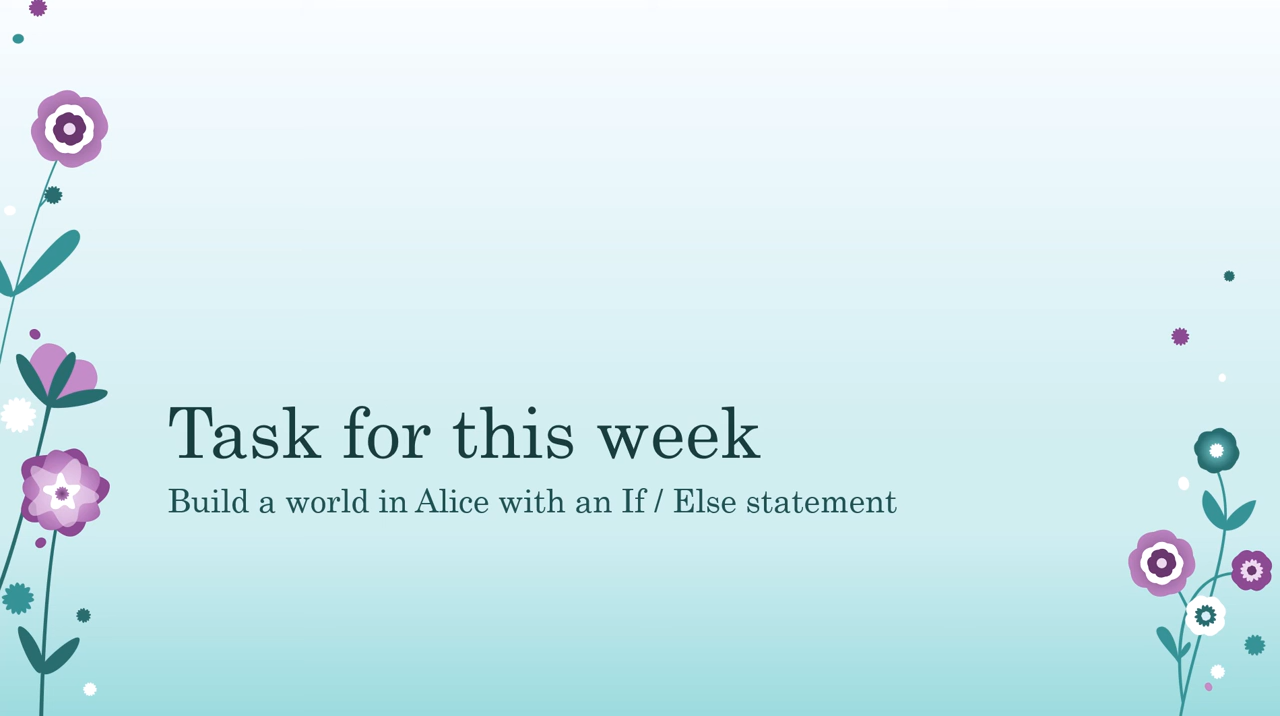 Task for this week
Build a world in Alice with an If / Else statement